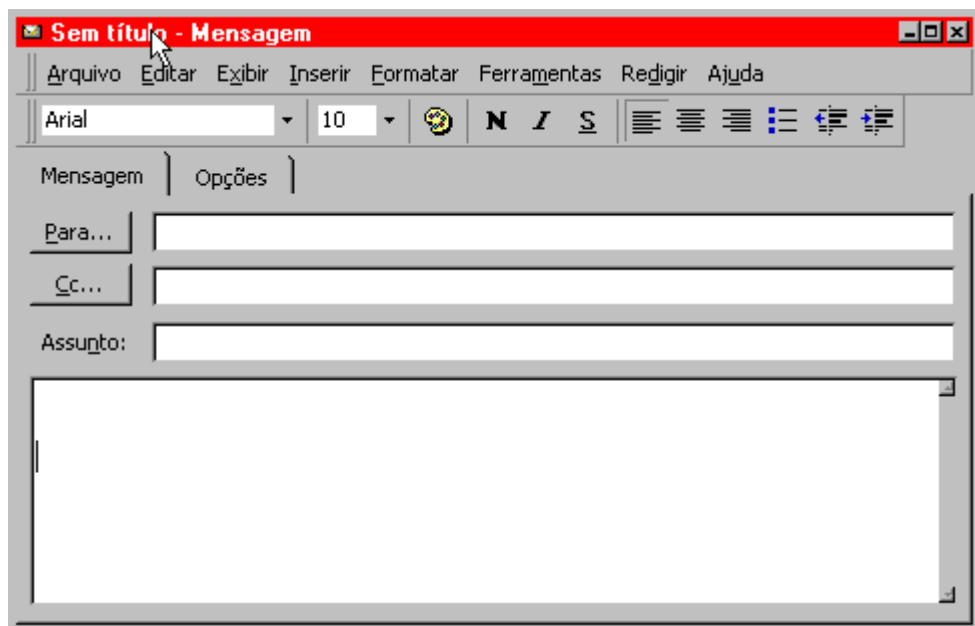 Sem título - Mensagem
Arquivo Editar Exibir Inserir Formatar Ferramentas Redigir Ajuda
Arial 10 N I S
Mensagem Opções
Para...
Cc...
Assunto: